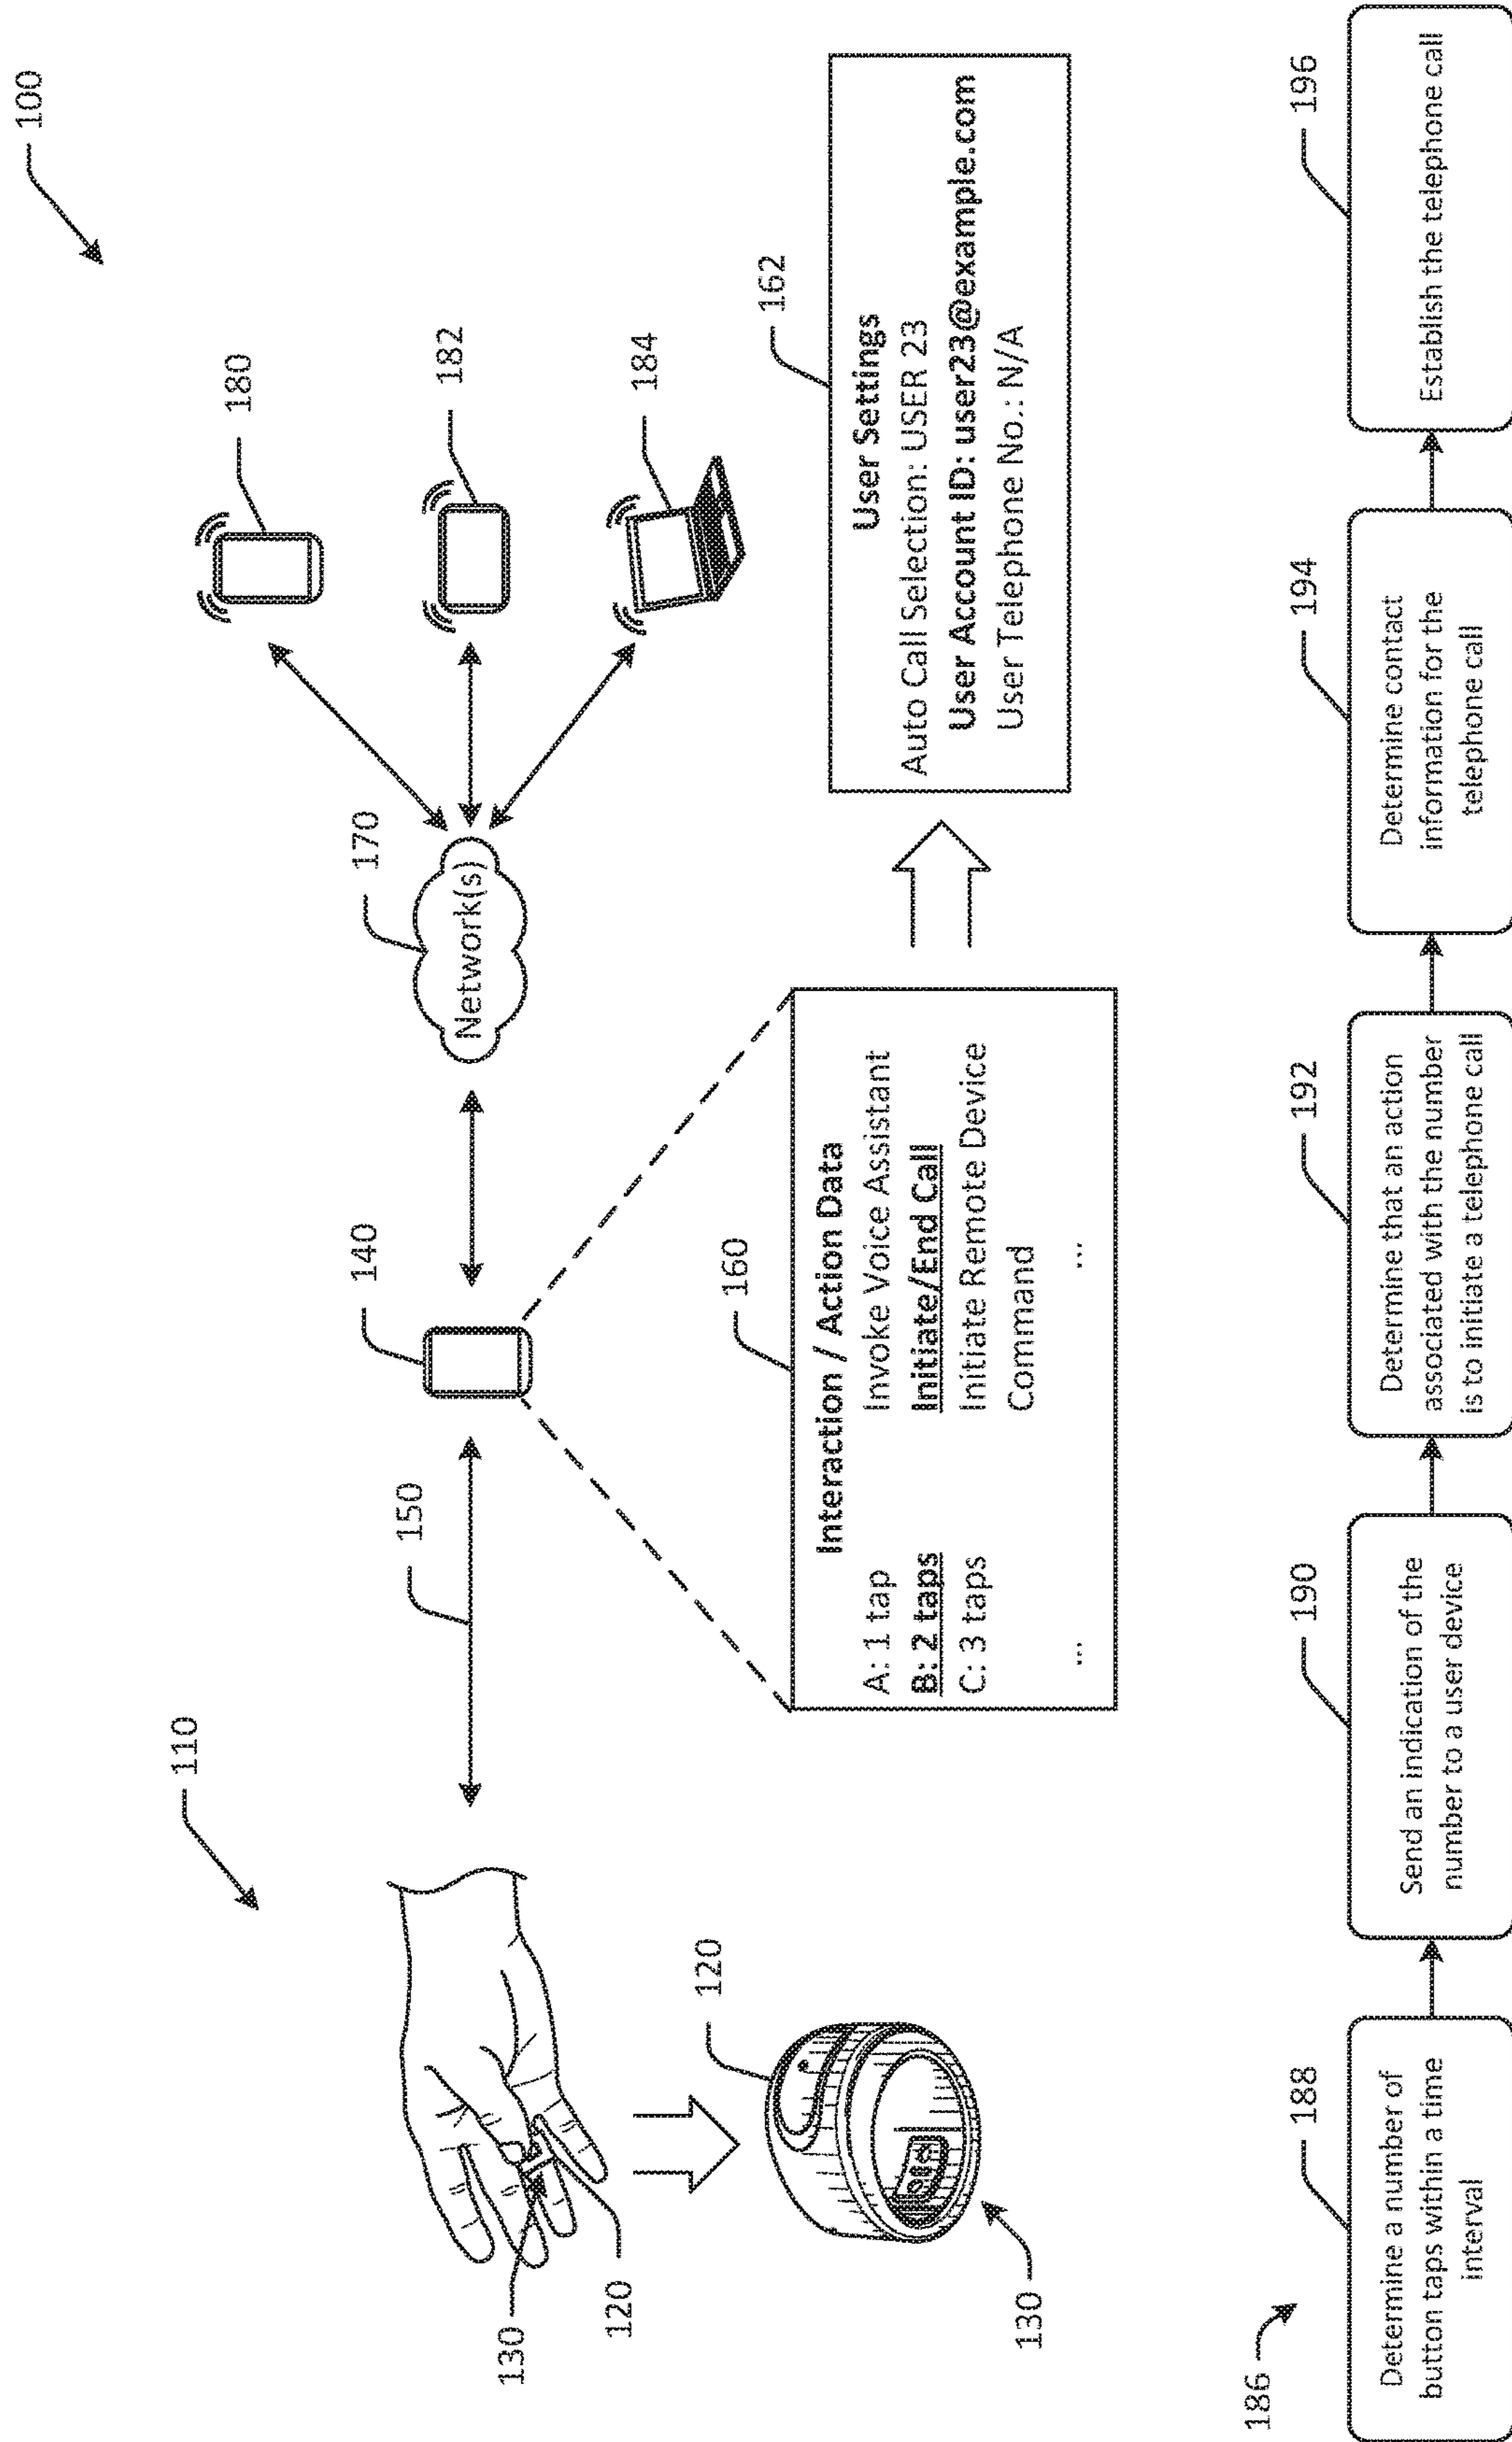 100
110
180
170
182
140
150
Network(s)
184
130
120
120
130
160
Interaction / Action Data
A: 1 tap Invoke Voice Assistant
B: 2 taps Initiate/End Call
C: 3 taps Initiate Remote Device
Command
... ...
162
User Settings
Auto Call Selection: USER 23
User Account ID: user23@example.com
User Telephone No.: N/A
186
188
Determine a number of
button taps within a time
interval
190
Send an indication of the
number to a user device
192
Determine that an action
associated with the number
is to initiate a telephone call
194
Determine contact
information for the
telephone call
196
Establish the telephone call